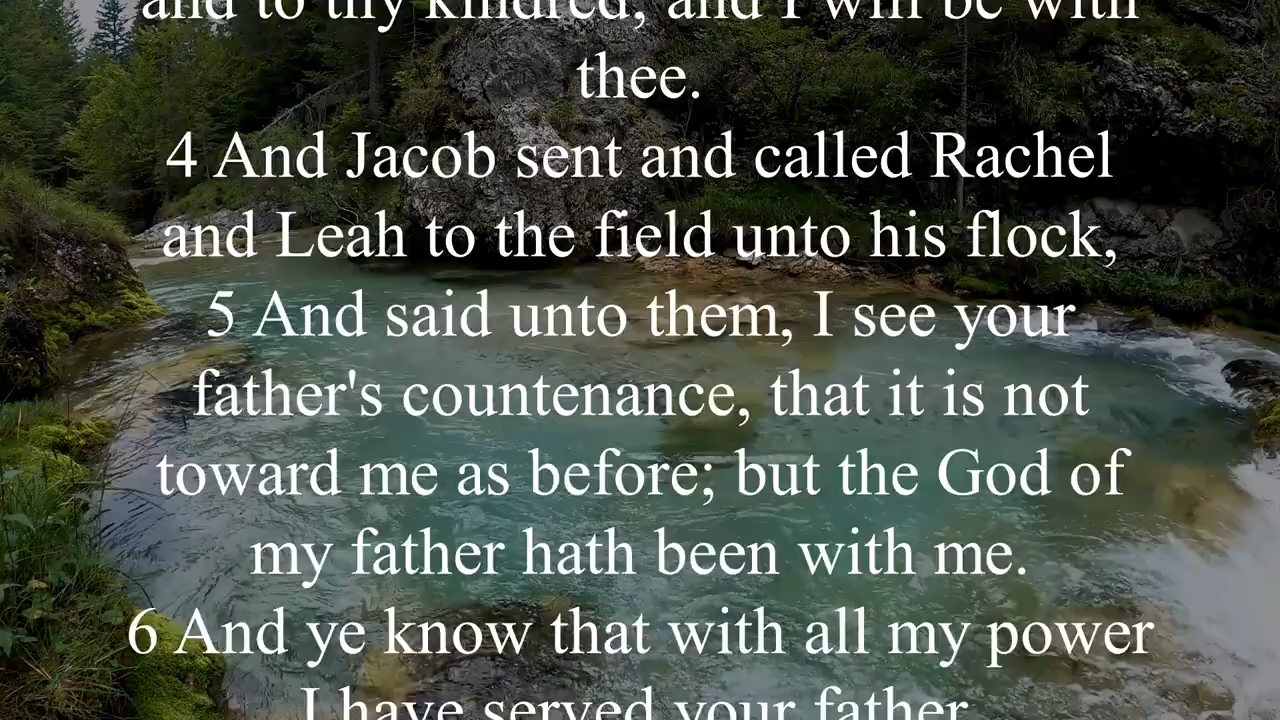 and to thy kindred; and I will be with
thee.
4 And Jacob sent and called Rachel
and Leah to the field unto his flock,
5 And said unto them, I see your
father's countenance, that it is not
toward me as before; but the God of
my father hath been with me.
6 And ye know that with all my power
I have served your father.